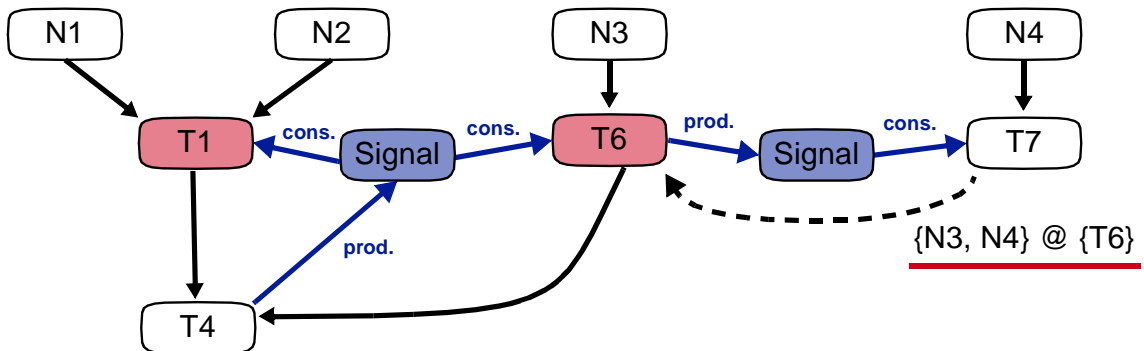 N1
N2
N3
N4
T1
cons.
Signal
cons.
T6
prod.
Signal
cons.
T7
prod.
{N3, N4} @ {T6}
T4